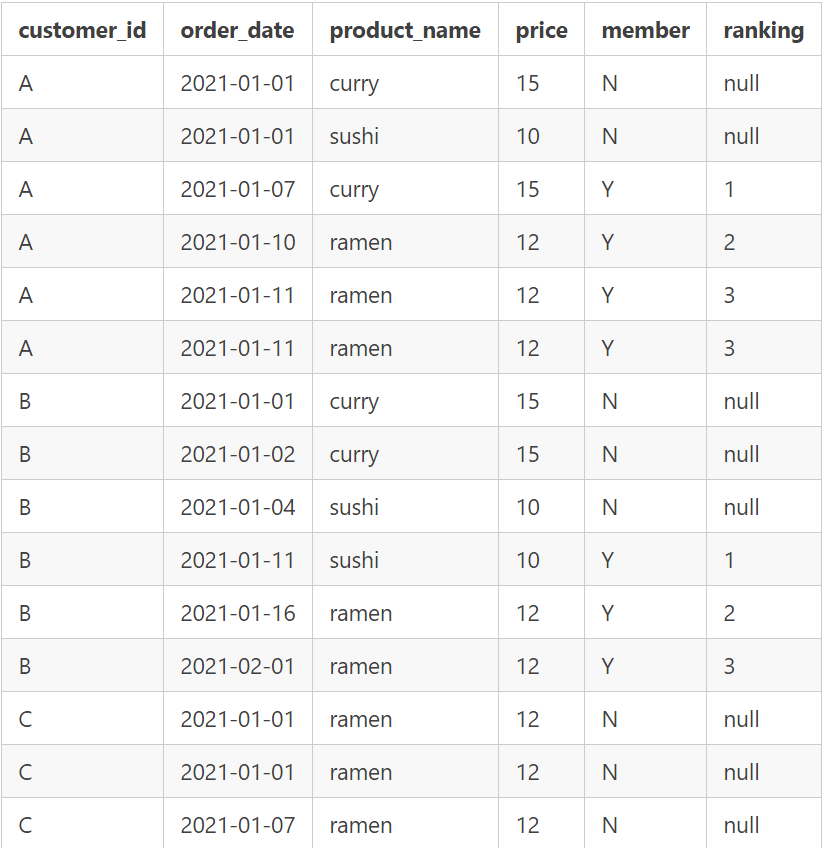 customer_id order_date product_name price member ranking
A 2021-01-01 curry 15 N null
A 2021-01-01 sushi 10 N null
A 2021-01-07 curry 15 Y 1
A 2021-01-10 ramen 12 Y 2
A 2021-01-11 ramen 12 Y 3
A 2021-01-11 ramen 12 Y 3
B 2021-01-01 curry 15 N null
B 2021-01-02 curry 15 N null
B 2021-01-04 sushi 10 N null
B 2021-01-11 sushi 10 Y 1
B 2021-01-16 ramen 12 Y 2
B 2021-02-01 ramen 12 Y 3
C 2021-01-01 ramen 12 N null
C 2021-01-01 ramen 12 N null
C 2021-01-07 ramen 12 N null